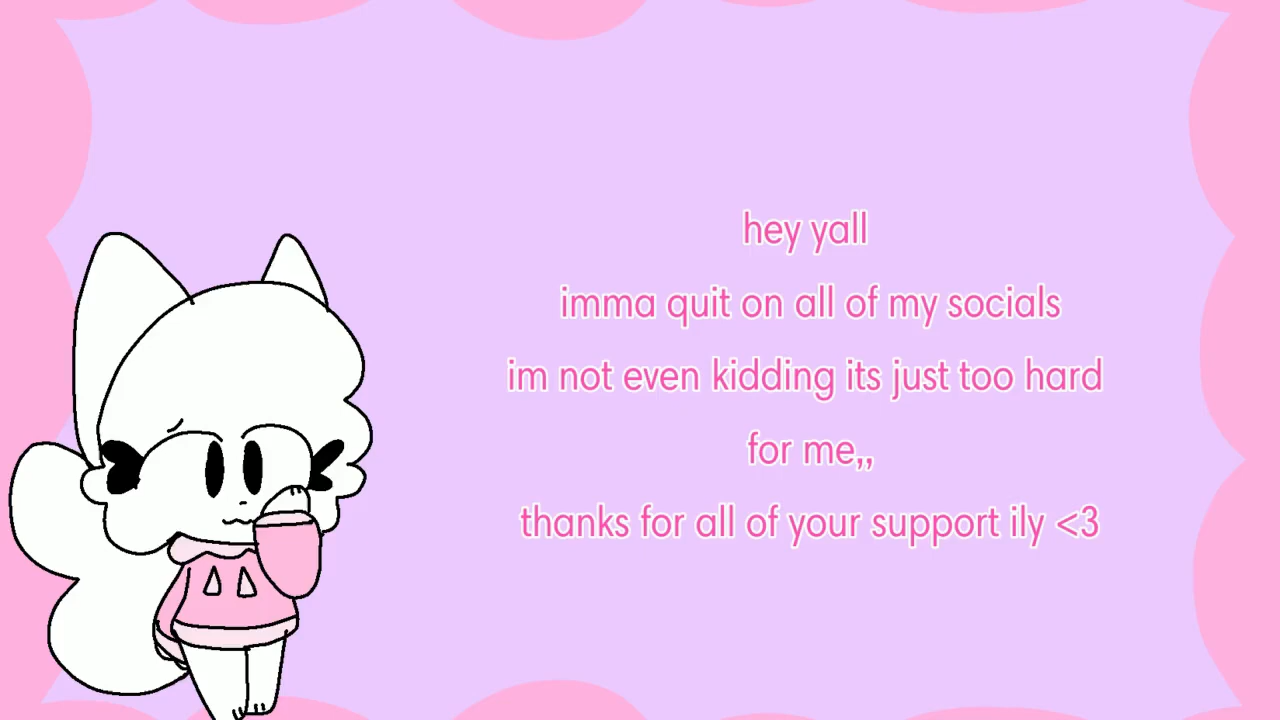 hey yall
imma quit on all of my socials
im not even kidding its just too hard
for me,,
thanks for all of your support ily <3